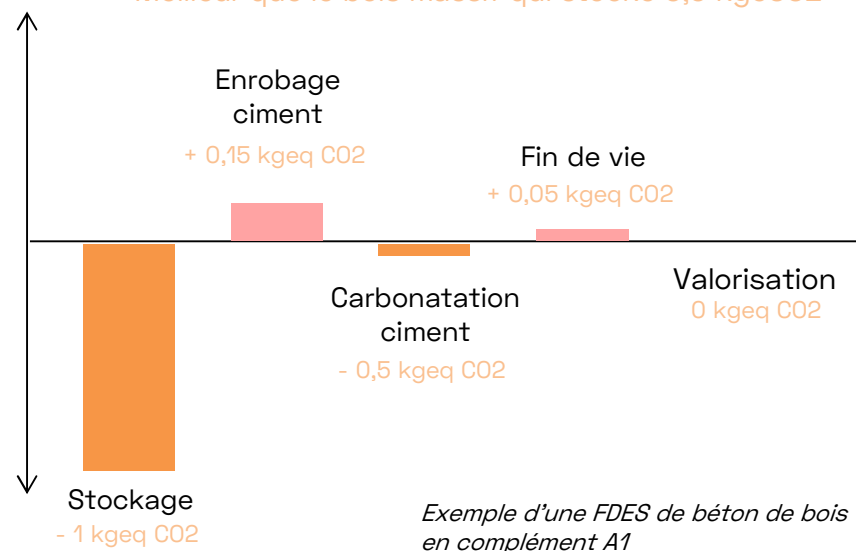 Enrobage
ciment
+ 0,15 kgeq CO2
Fin de vie
+ 0,05 kgeq CO2
Carbonatation
ciment
- 0,5 kgeq CO2
Valorisation
0 kgeq CO2
Stockage
- 1 kgeq CO2
Exemple d'une FDES de béton de bois
en complément A1